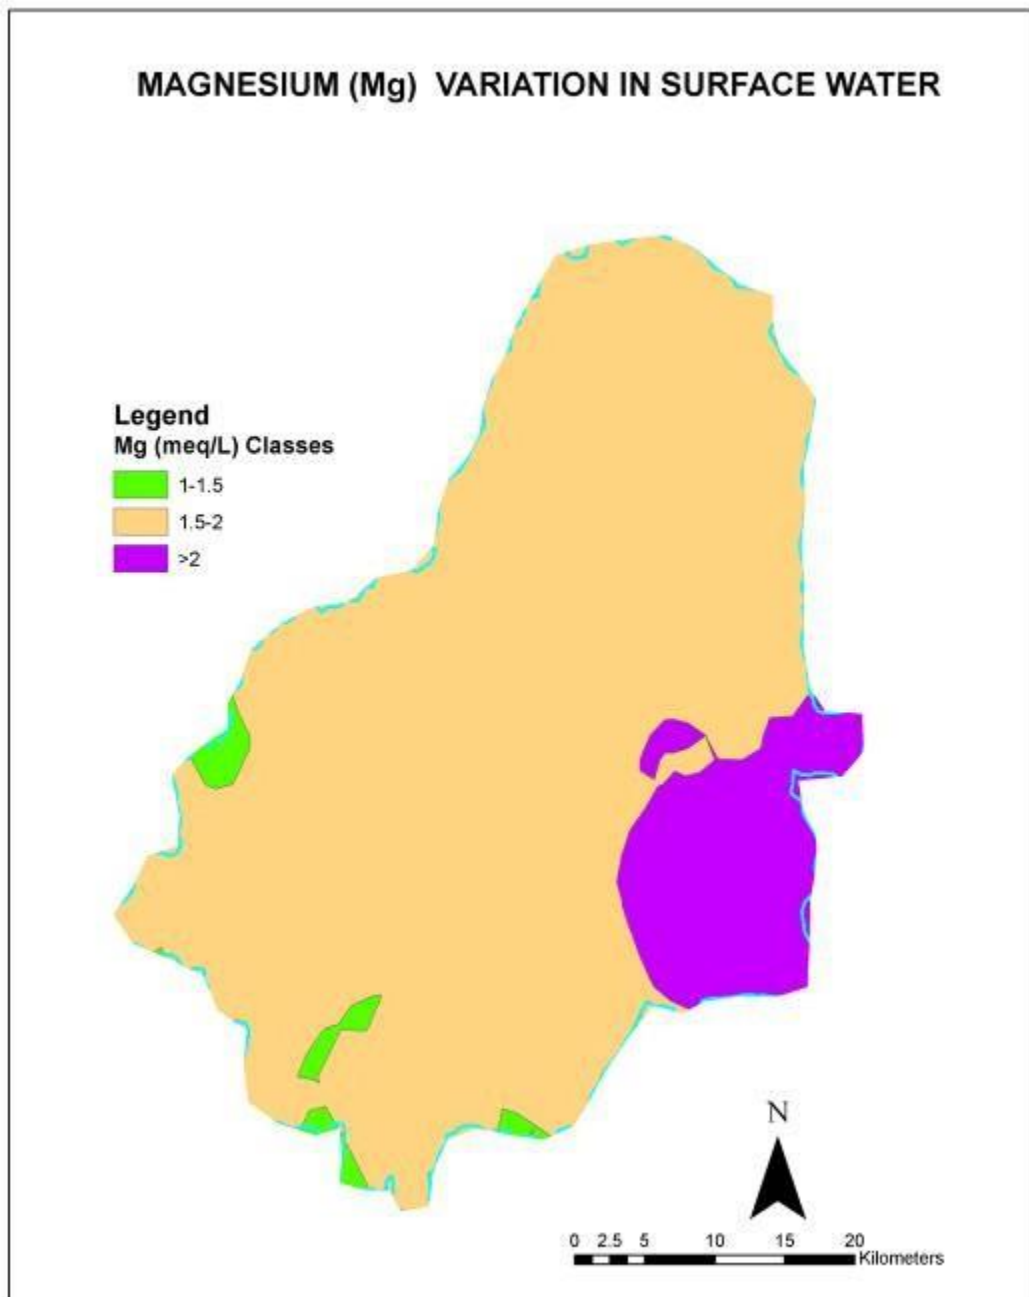 MAGNESIUM (Mg) VARIATION IN SURFACE WATER
Legend
Mg (meq/L) Classes
1-1.5
1.5-2
>2
N
0 2.5 5 10 15 20
Kilometers